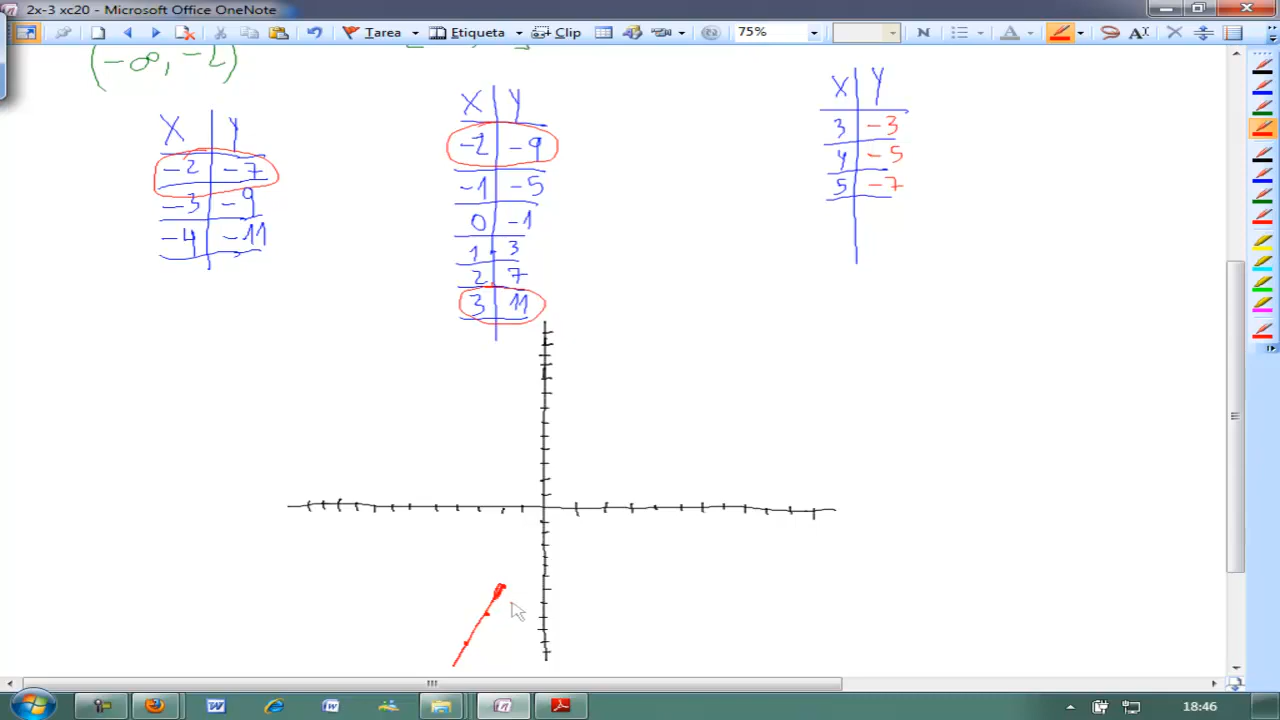 2x-3 xc20 - Microsoft Office OneNote
Tarea Etiqueta Clip 75% N A A
(-∞, -2)
X Y
-2 -7
-3 -9
-4 -11
X Y
-2 -9
-1 -5
0 -1
1 3
2 7
3 11
X Y
3 -3
4 -5
5 -7
18:46